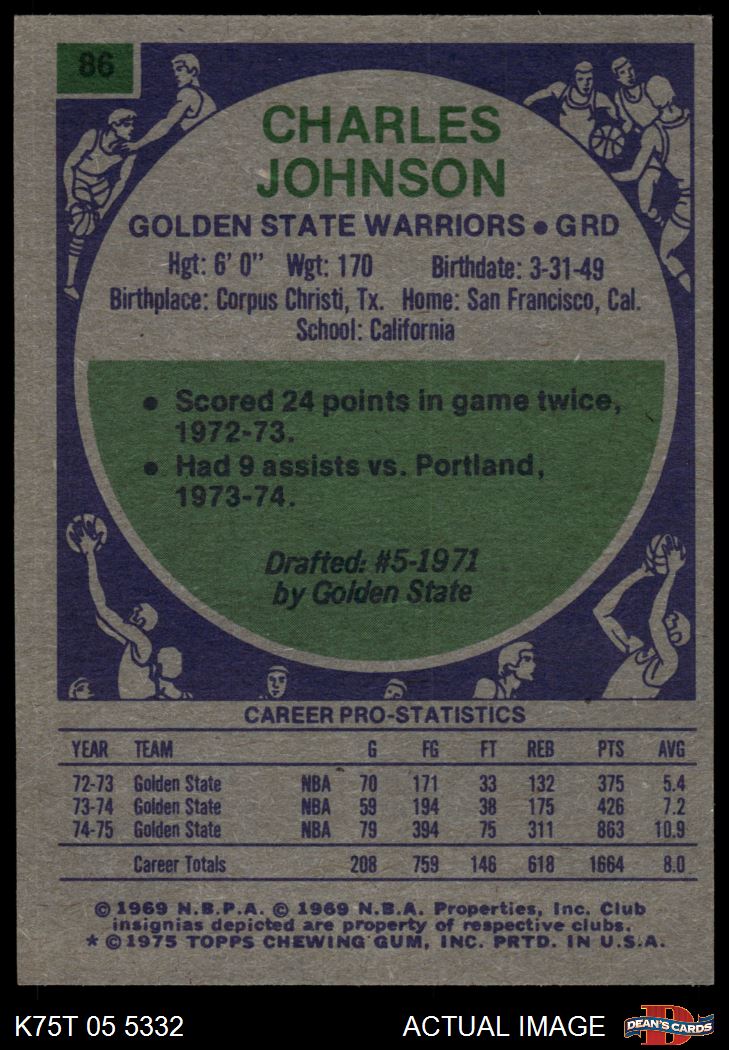 86
CHARLES
JOHNSON
GOLDEN STATE WARRIORS • GRD
Hgt: 6' 0" Wgt: 170 Birthdate: 3-31-49
Birthplace: Corpus Christi, Tx. Home: San Francisco, Cal.
School: California
• Scored 24 points in game twice,
1972-73.
• Had 9 assists vs. Portland,
1973-74.
Drafted: #5-1971
by Golden State
CAREER PRO-STATISTICS
YEAR TEAM G FG FT REB PTS AVG
72-73 Golden State NBA 70 171 33 132 375 5.4
73-74 Golden State NBA 59 194 38 175 426 7.2
74-75 Golden State NBA 79 394 75 311 863 10.9
Career Totals 208 759 146 618 1664 8.0
© 1969 N.B.P.A. © 1969 N.B.A. Properties, Inc. Club
insignias depicted are property of respective clubs.
* © 1975 TOPPS CHEWING GUM, INC. PRTD. IN U.S.A.
K75T 05 5332 ACTUAL IMAGE
D
DEAN'S CARDS